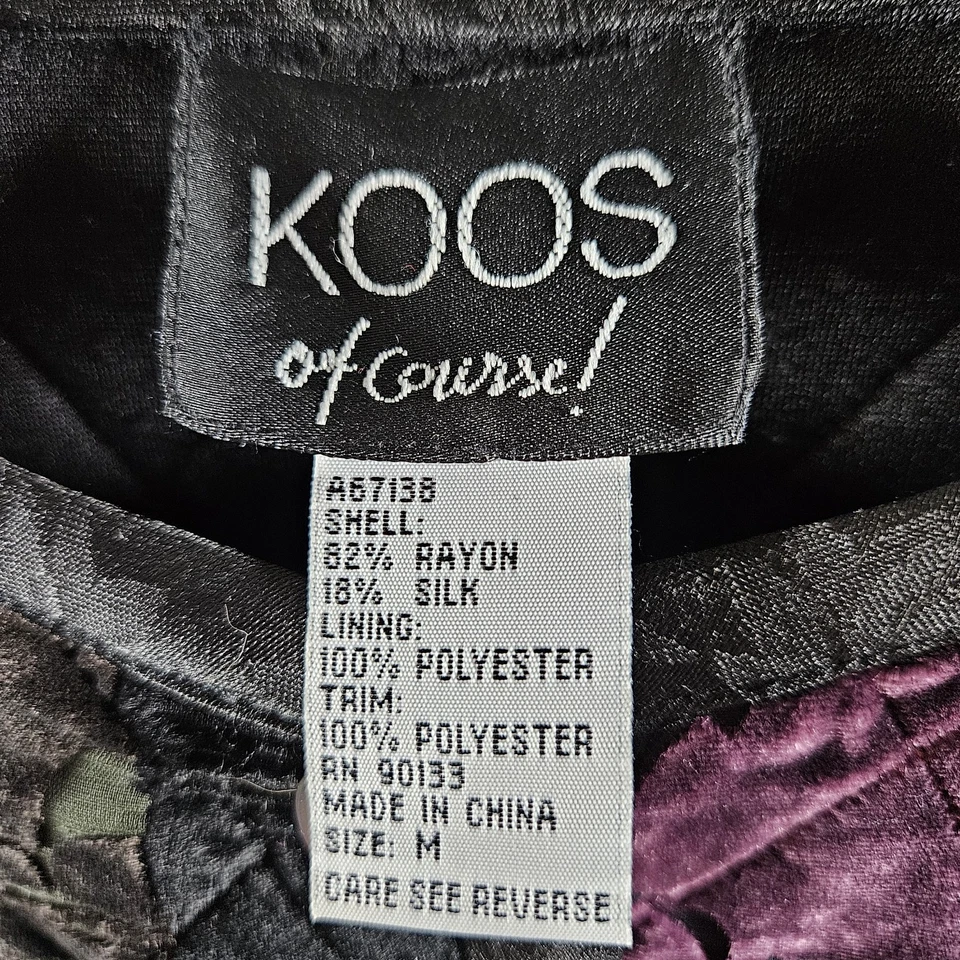 KOOS
of course!
A67138
SHELL:
82% RAYON
18% SILK
LINING:
100% POLYESTER
TRIM:
100% POLYESTER
RN 90133
MADE IN CHINA
SIZE: M
CARE SEE REVERSE